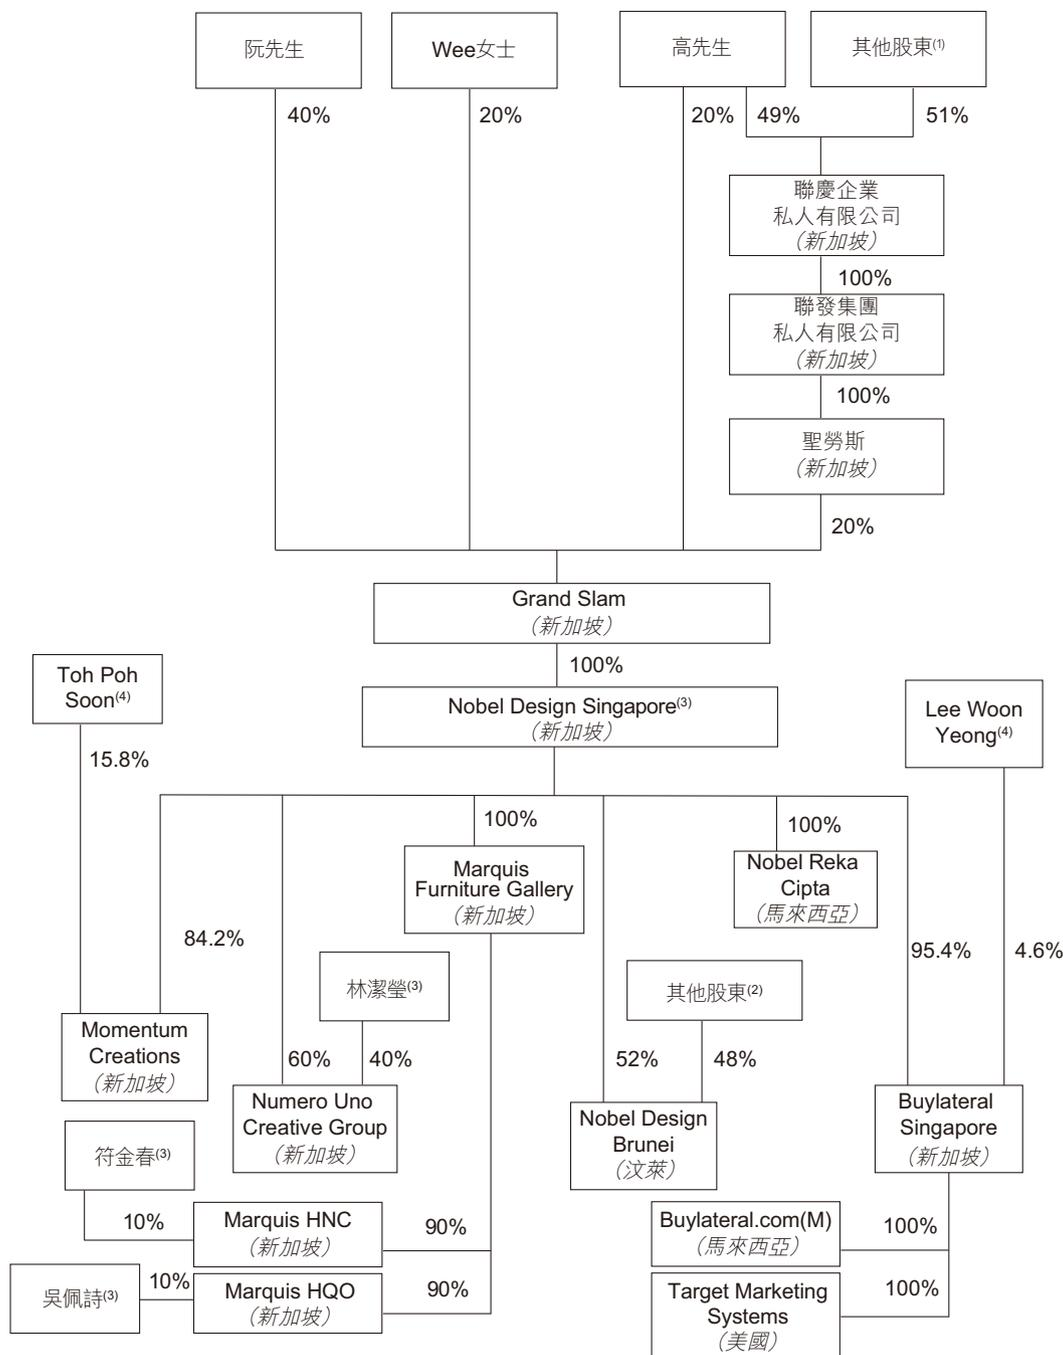 阮先生
Wee女士
高先生
其他股東(1)
40%
20%
20%
49%
51%
聯慶企業
私人有限公司
（新加坡）
100%
聯發集團
私人有限公司
（新加坡）
100%
聖勞斯
（新加坡）
20%
Grand Slam
（新加坡）
100%
Toh Poh
Soon(4)
Nobel Design Singapore(3)
（新加坡）
Lee Woon
Yeong(4)
15.8%
100%
100%
Marquis
Furniture Gallery
（新加坡）
Nobel Reka
Cipta
（馬來西亞）
84.2%
95.4%
4.6%
林潔瑩(3)
其他股東(2)
Momentum
Creations
（新加坡）
60%
40%
52%
48%
Numero Uno
Creative Group
（新加坡）
Nobel Design
Brunei
（汶萊）
Buylateral
Singapore
（新加坡）
符金春(3)
10%
Marquis HNC
（新加坡）
90%
Buylateral.com(M)
（馬來西亞）
100%
吳佩詩(3)
10%
Marquis HQO
（新加坡）
90%
Target Marketing
Systems
（美國）
100%